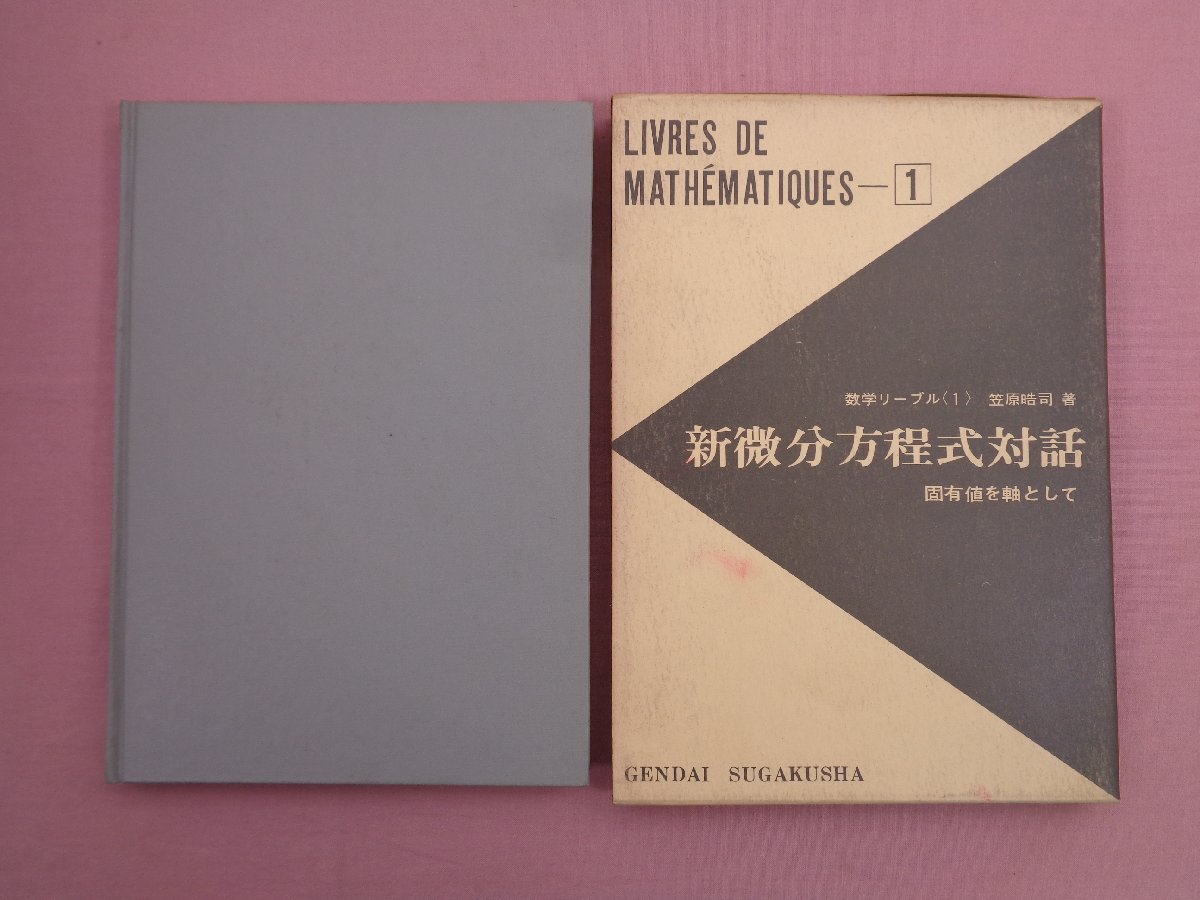 LIVRES DE
MATHÉMATIQUES—1
数学リーブル〈1〉 笠原晧司 著
新微分方程式対話
固有値を軸として
GENDAI SUGAKUSHA